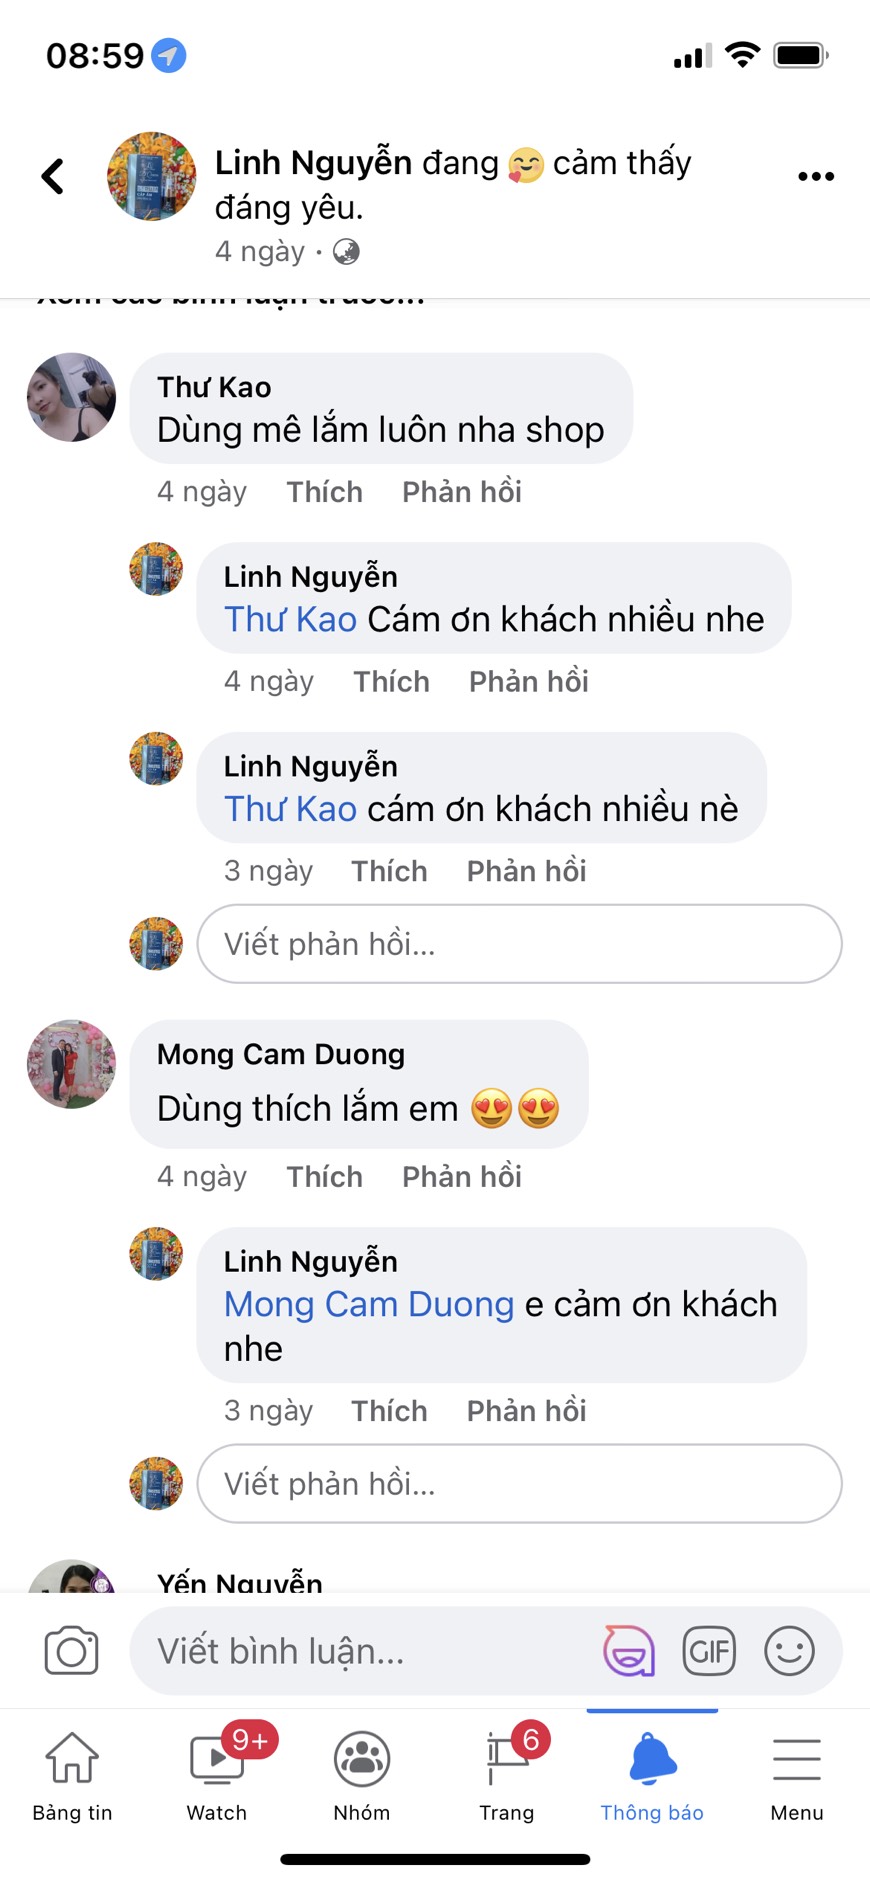 08:59
Linh Nguyễn đang 🥰 cảm thấy
đáng yêu.
4 ngày ·
Xem các bình luận trước...
Thư Kao
Dùng mê lắm luôn nha shop
4 ngày Thích Phản hồi
Linh Nguyễn
Thư Kao Cám ơn khách nhiều nhe
4 ngày Thích Phản hồi
Linh Nguyễn
Thư Kao cám ơn khách nhiều nè
3 ngày Thích Phản hồi
Viết phản hồi...
Mong Cam Duong
Dùng thích lắm em 😍😍
4 ngày Thích Phản hồi
Linh Nguyễn
Mong Cam Duong e cảm ơn khách
nhe
3 ngày Thích Phản hồi
Viết phản hồi...
Yến Nguyễn
Viết bình luận...
GIF
9+
6
Bảng tin
Watch
Nhóm
Trang
Thông báo
Menu